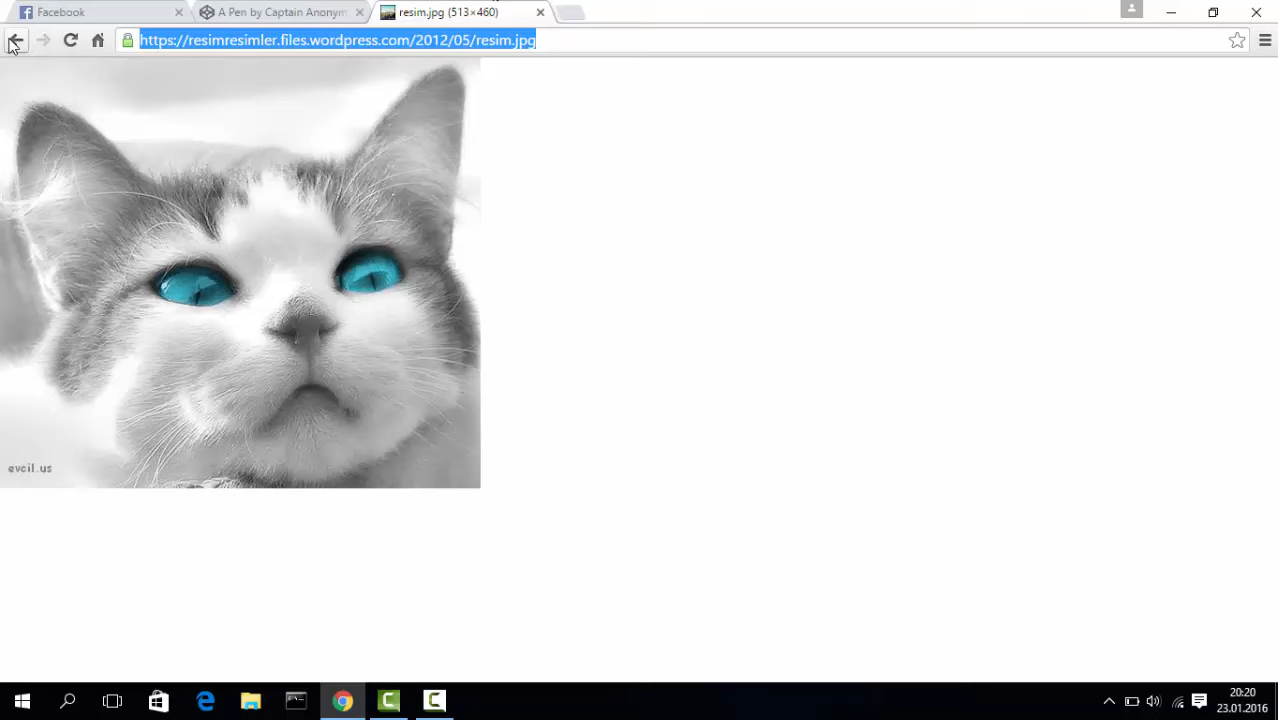 Facebook
A Pen by Captain Anonym
resim.jpg (513×460)
https://resimresimler.files.wordpress.com/2012/05/resim.jpg
evcil.us
20:20
23.01.2016